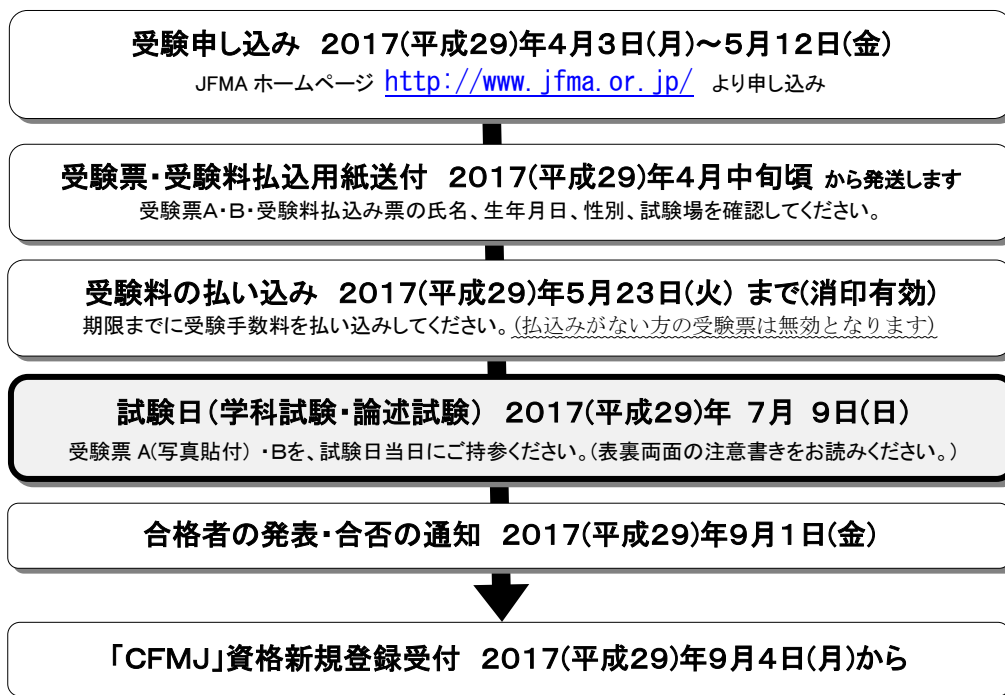 受験申し込み 2017(平成29)年4月3日(月)～5月12日(金)
JFMA ホームページ http://www.jfma.or.jp/ より申し込み
受験票・受験料払込用紙送付 2017(平成29)年4月中旬頃 から発送します
受験票A・B・受験料払込み票の氏名、生年月日、性別、試験場を確認してください。
受験料の払い込み 2017(平成29)年5月23日(火) まで(消印有効)
期限までに受験手数料を払い込みしてください。(払込みがない方の受験票は無効となります)
試験日(学科試験・論述試験) 2017(平成29)年 7月 9日(日)
受験票 A(写真貼付) ・Bを、試験日当日にご持参ください。(表裏両面の注意書きをお読みください。)
合格者の発表・合否の通知 2017(平成29)年9月1日(金)
「CFMJ」資格新規登録受付 2017(平成29)年9月4日(月)から